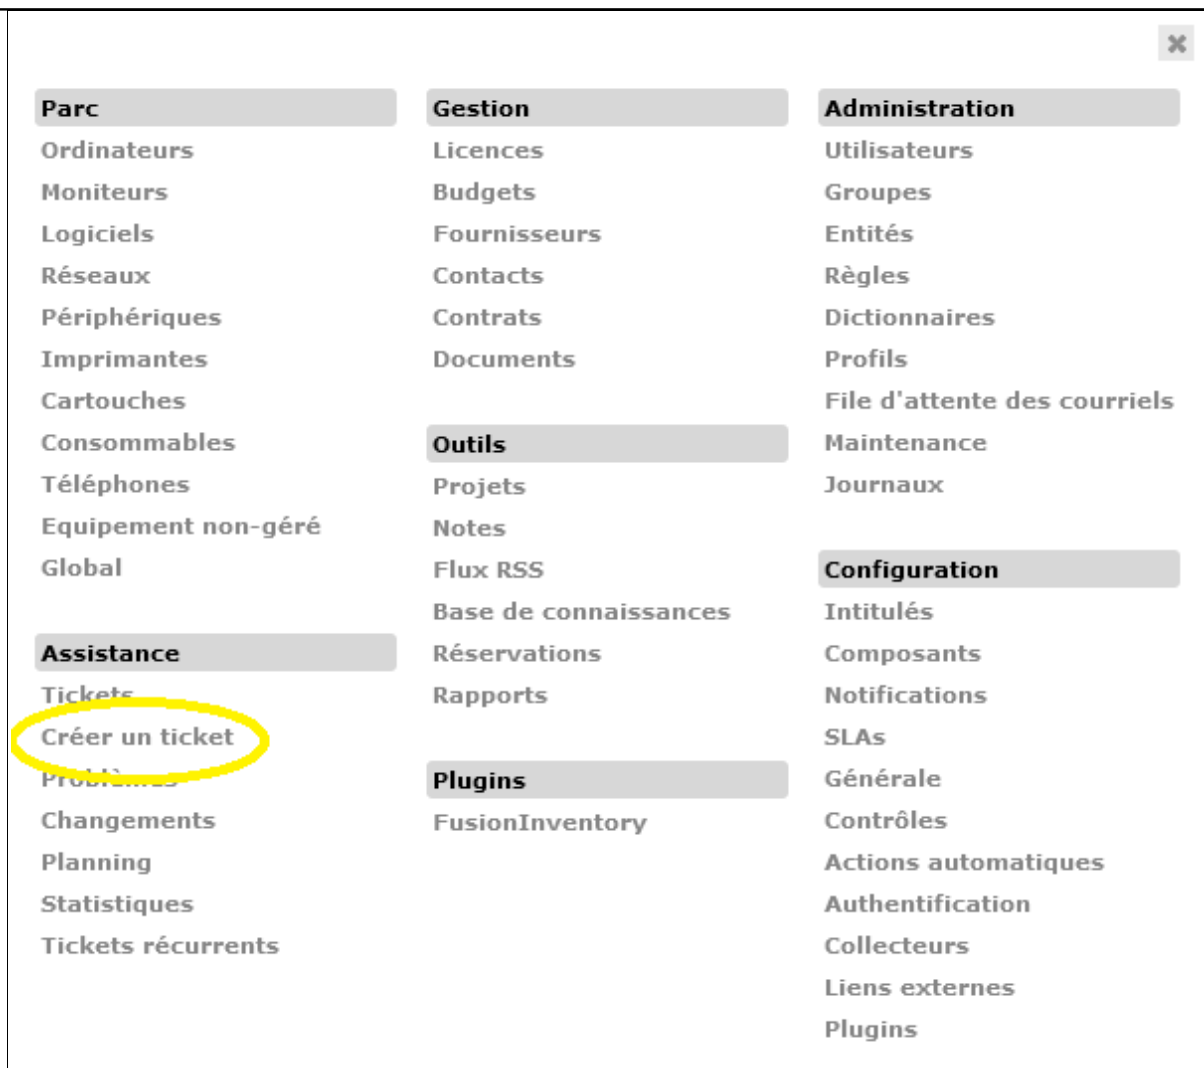 Parc
Ordinateurs
Moniteurs
Logiciels
Réseaux
Périphériques
Imprimantes
Cartouches
Consommables
Téléphones
Equipement non-géré
Global
Assistance
Tickets
Créer un ticket
Problèmes
Changements
Planning
Statistiques
Tickets récurrents
Gestion
Licences
Budgets
Fournisseurs
Contacts
Contrats
Documents
Outils
Projets
Notes
Flux RSS
Base de connaissances
Réservations
Rapports
Plugins
FusionInventory
Administration
Utilisateurs
Groupes
Entités
Règles
Dictionnaires
Profils
File d'attente des courriels
Maintenance
Journaux
Configuration
Intitulés
Composants
Notifications
SLAs
Générale
Contrôles
Actions automatiques
Authentification
Collecteurs
Liens externes
Plugins